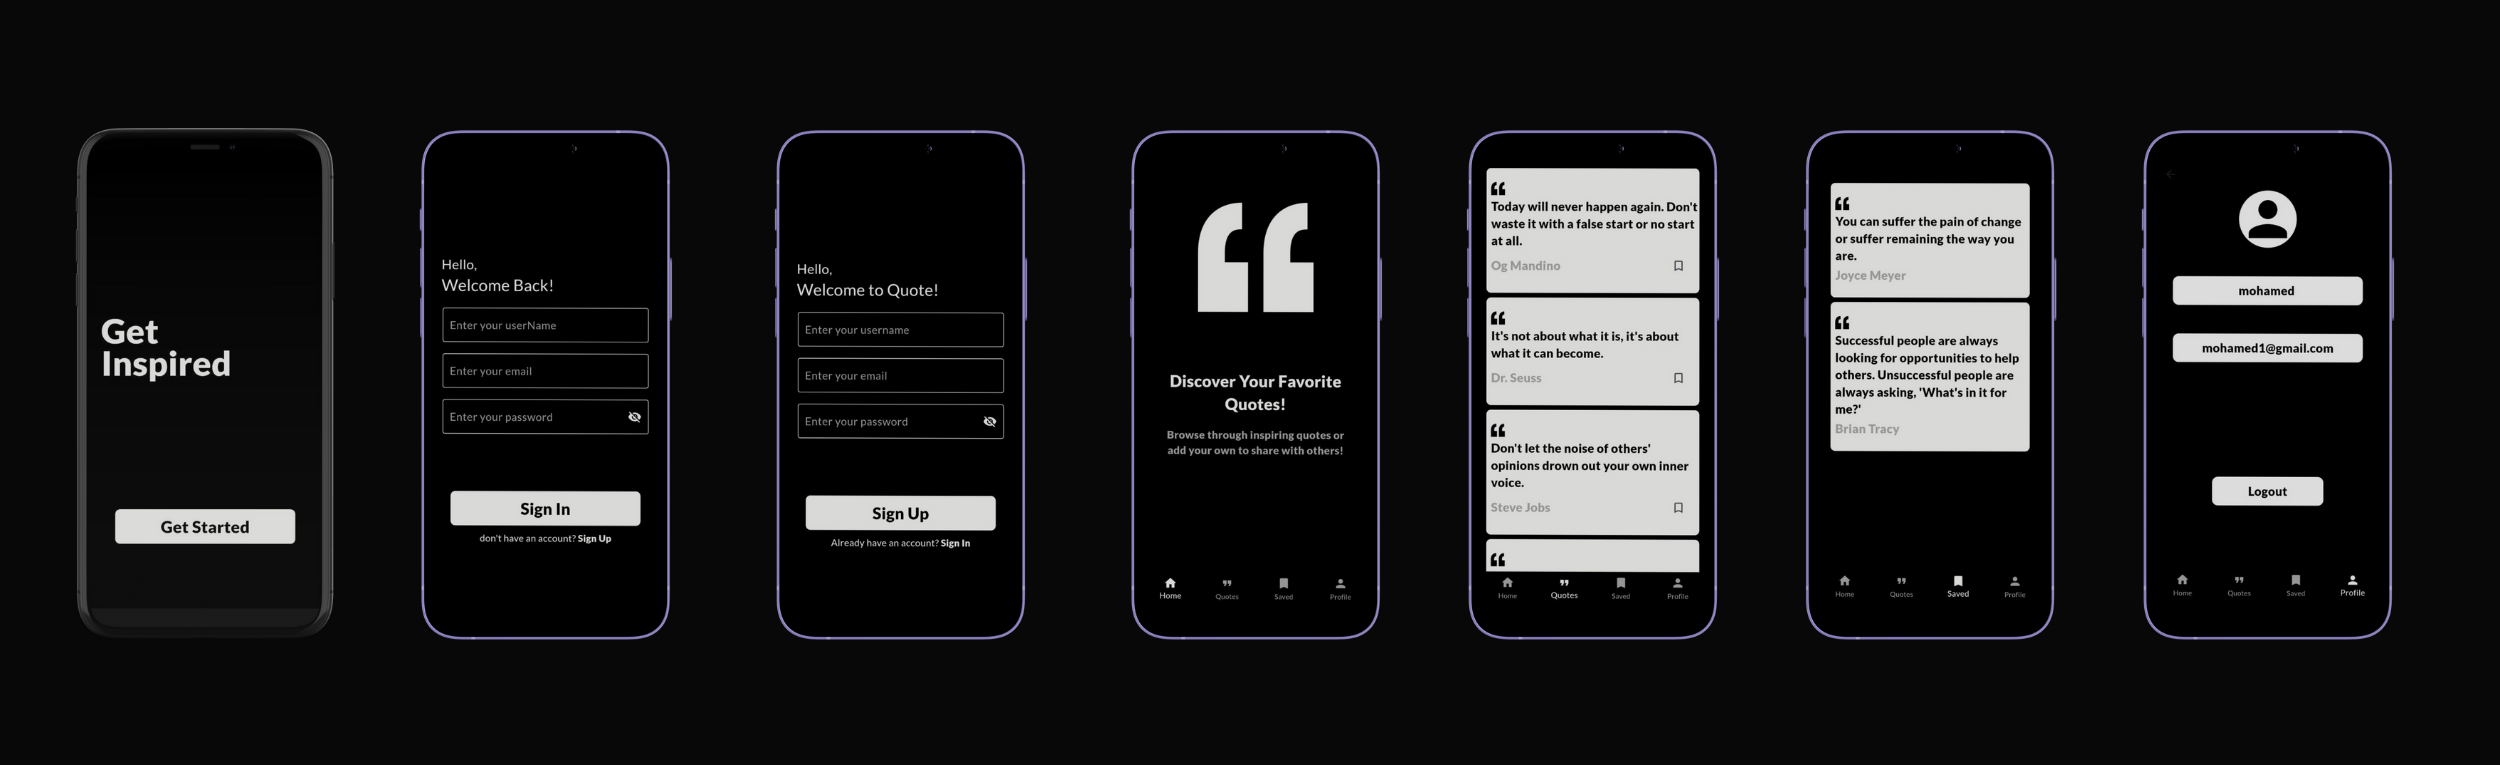 Get
Inspired
Get Started
Hello,
Welcome Back!
Enter your userName
Enter your email
Enter your password
Sign In
don't have an account? Sign Up
Hello,
Welcome to Quote!
Enter your username
Enter your email
Enter your password
Sign Up
Already have an account? Sign In
Discover Your Favorite
Quotes!
Browse through inspiring quotes or
add your own to share with others!
Home Quotes Saved Profile
Today will never happen again. Don't
waste it with a false start or no start
at all.
Og Mandino
It's not about what it is, it's about
what it can become.
Dr. Seuss
Don't let the noise of others'
opinions drown out your own inner
voice.
Steve Jobs
Home Quotes Saved Profile
You can suffer the pain of change
or suffer remaining the way you
are.
Joyce Meyer
Successful people are always
looking for opportunities to help
others. Unsuccessful people are
always asking, 'What's in it for
me?'
Brian Tracy
Home Quotes Saved Profile
mohamed
mohamed1@gmail.com
Logout
Home Quotes Saved Profile